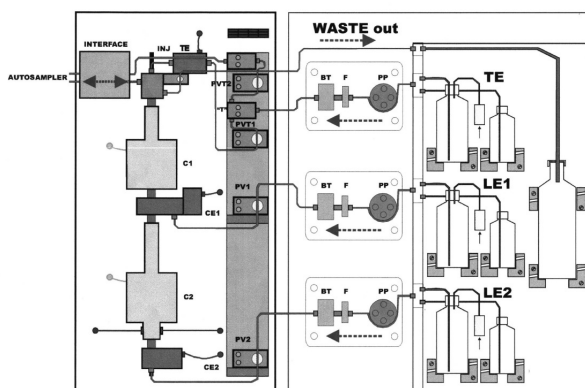 WASTE out
INTERFACE
INJ
TE
AUTOSAMPLER
PVT2
"T"
PVT1
BT F PP
TE
C1
CE1
PV1
BT F PP
LE1
C2
CE2
PV2
BT F PP
LE2